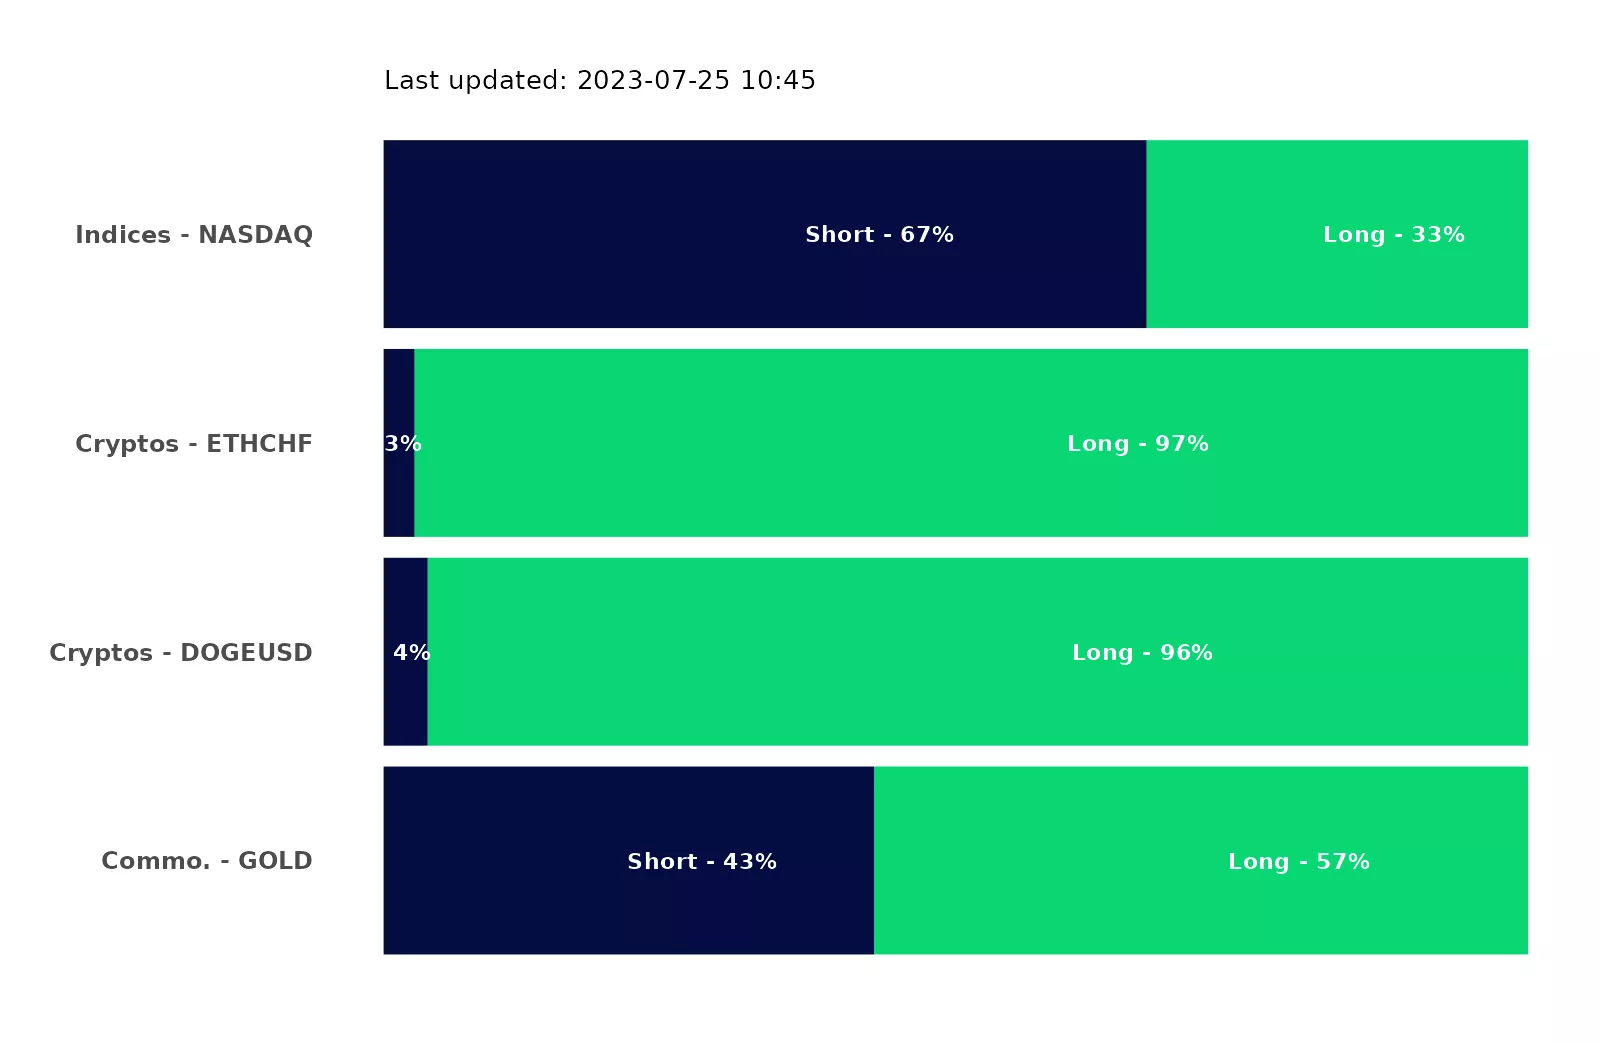 Last updated: 2023-07-25 10:45
Indices - NASDAQ Short - 67% Long - 33%
Cryptos - ETHCHF 3% Long - 97%
Cryptos - DOGEUSD 4% Long - 96%
Commo. - GOLD Short - 43% Long - 57%